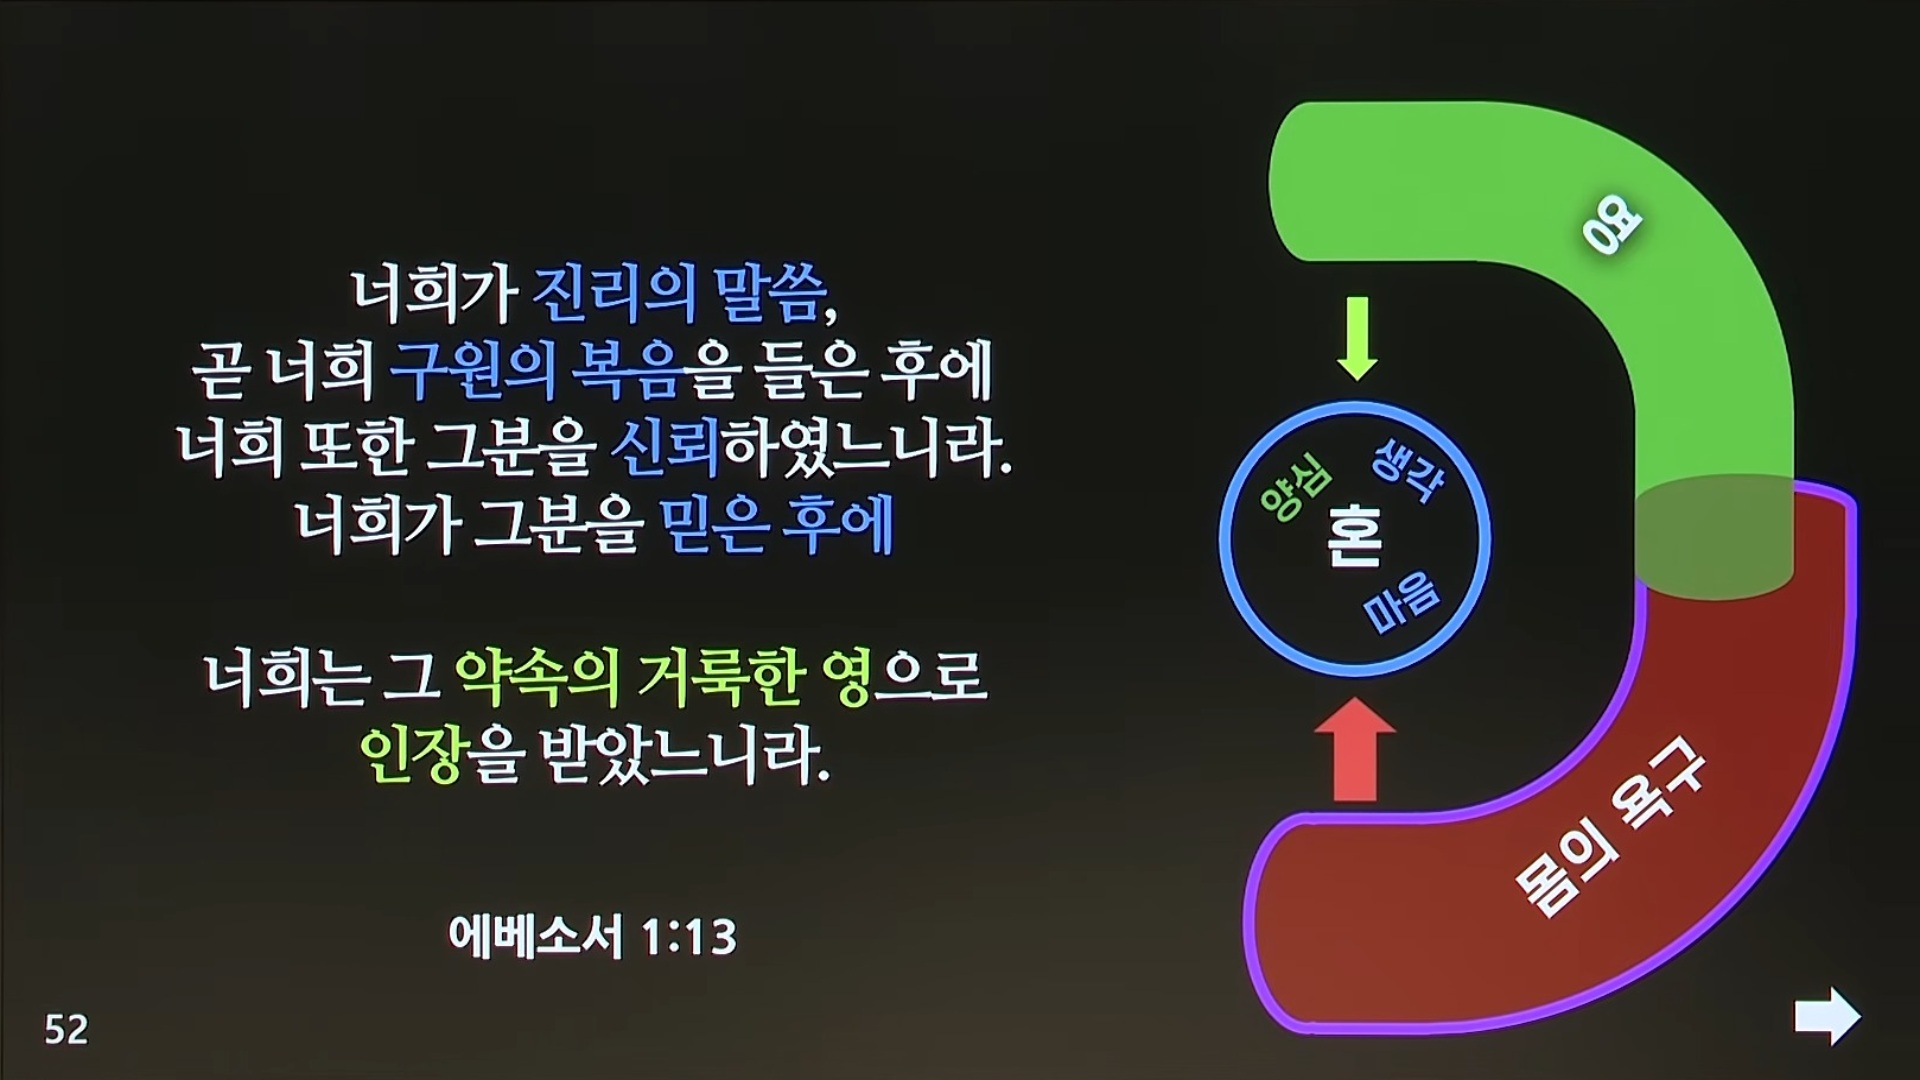 너희가 진리의 말씀,
곧 너희 구원의 복음을 들은 후에
너희 또한 그분을 신뢰하였느니라.
너희가 그분을 믿은 후에
너희는 그 약속의 거룩한 영으로
인장을 받았느니라.
에베소서 1:13
52
영
양심
생각
혼
마음
몸의 욕구